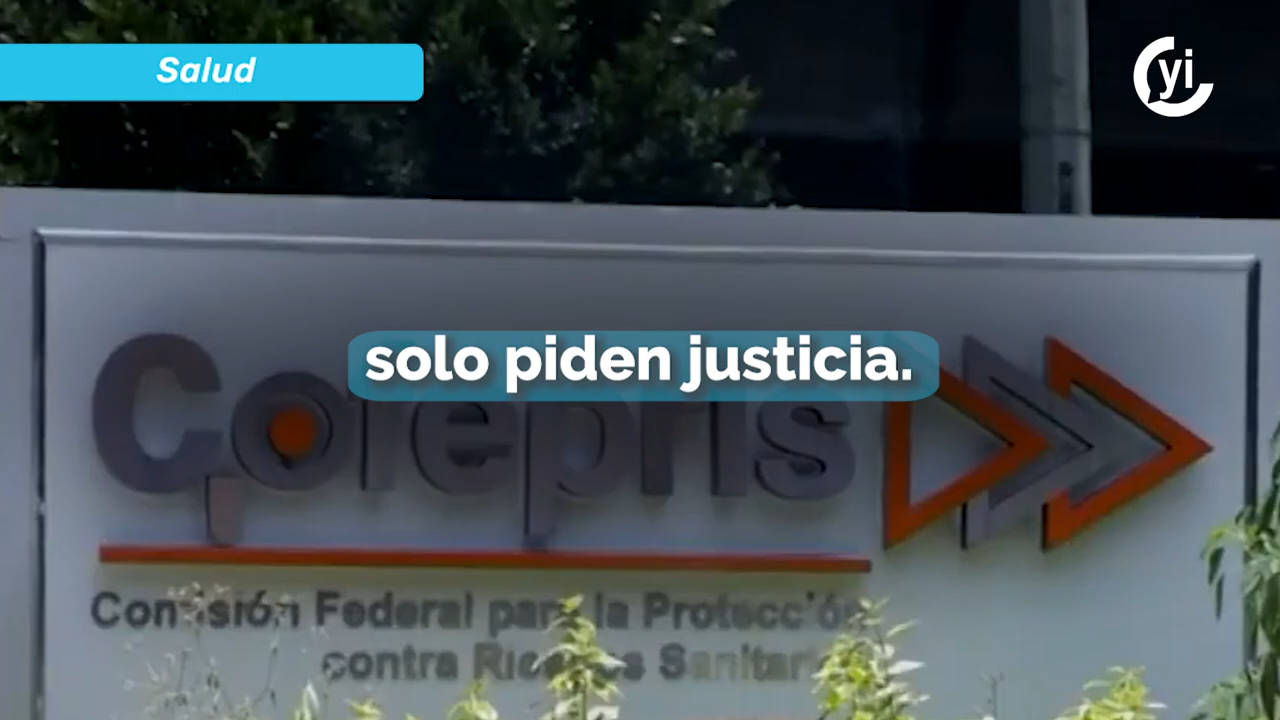 Salud
yi
solo piden justicia.
Cofepris
Comisión Federal para la Protección
contra Riesgos Sanitarios